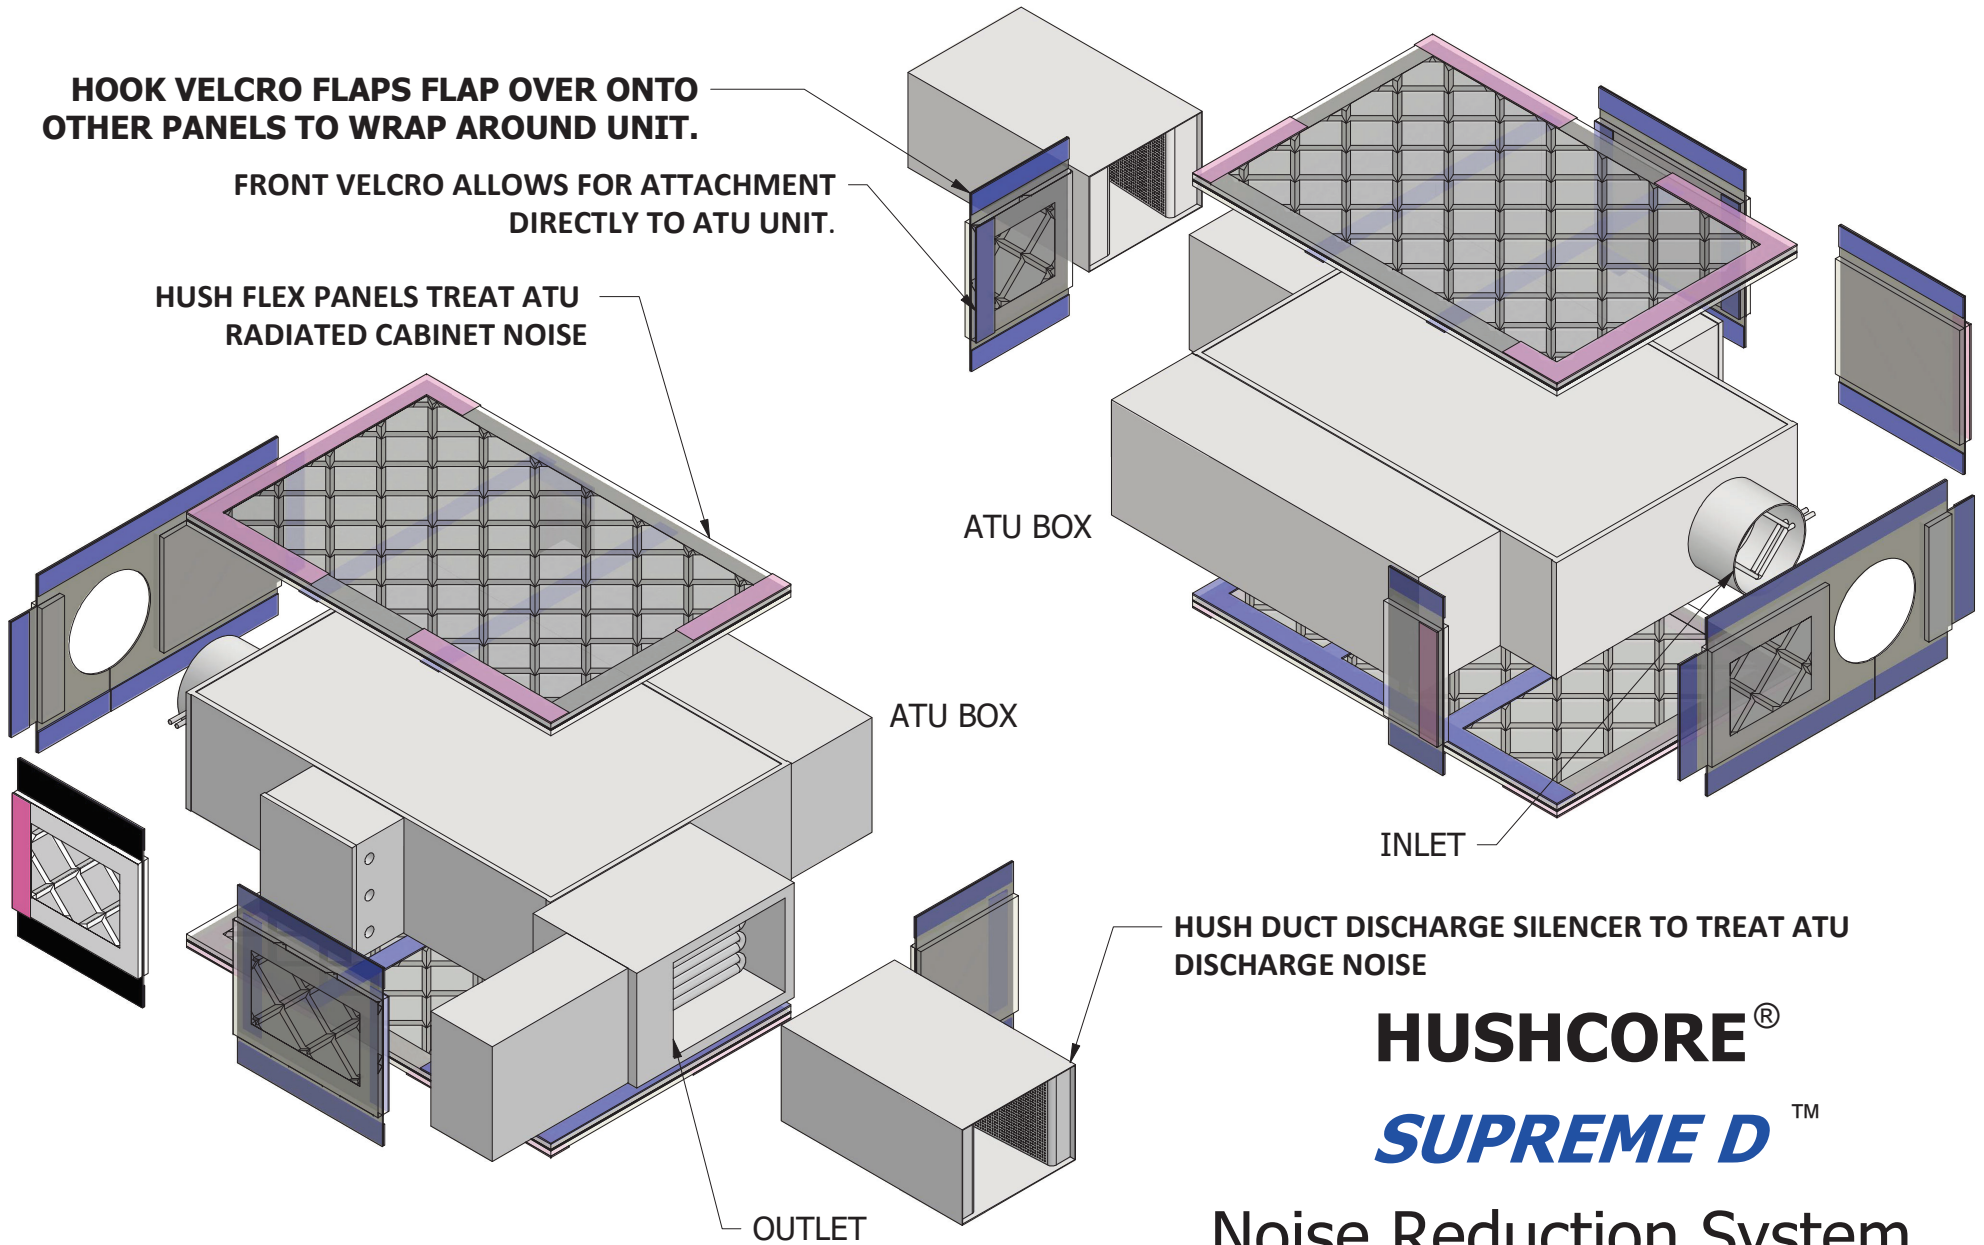 HOOK VELCRO FLAPS FLAP OVER ONTO
OTHER PANELS TO WRAP AROUND UNIT.
FRONT VELCRO ALLOWS FOR ATTACHMENT
DIRECTLY TO ATU UNIT.
HUSH FLEX PANELS TREAT ATU
RADIATED CABINET NOISE
ATU BOX
ATU BOX
INLET
HUSH DUCT DISCHARGE SILENCER TO TREAT ATU
DISCHARGE NOISE
OUTLET
HUSHCORE®
SUPREME D™
Noise Reduction System